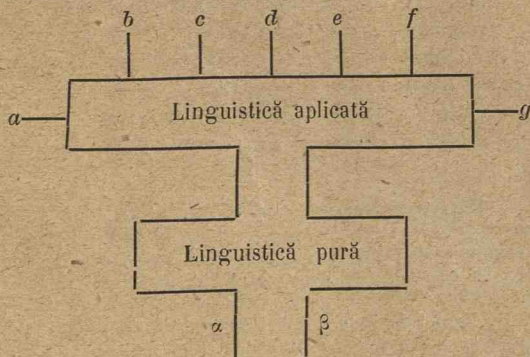 b c d e f
a Linguistică aplicată g
Linguistică pură
α β